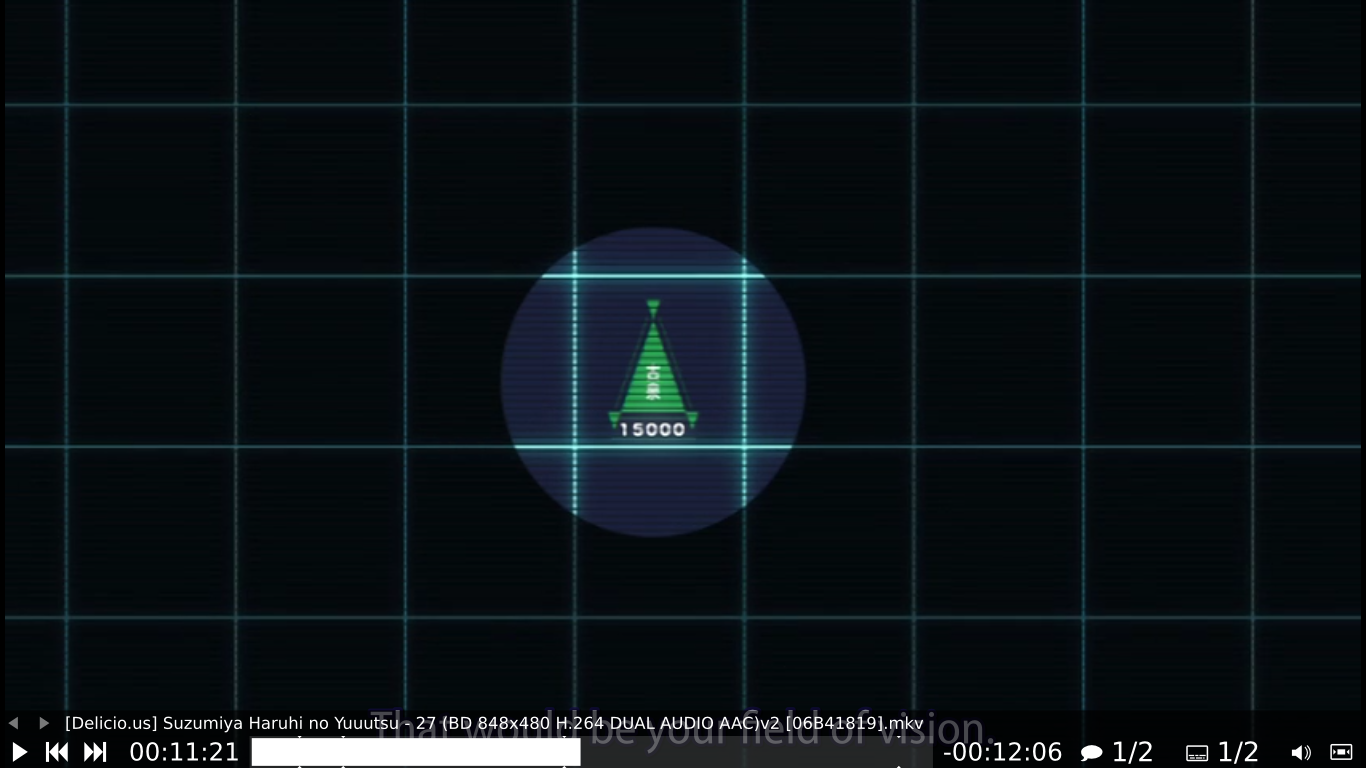 15000
That would be your field of vision.
[Delicio.us] Suzumiya Haruhi no Yuuutsu - 27 (BD 848x480 H.264 DUAL AUDIO AAC)v2 [06B41819].mkv
00:11:21
-00:12:06
1/2
1/2